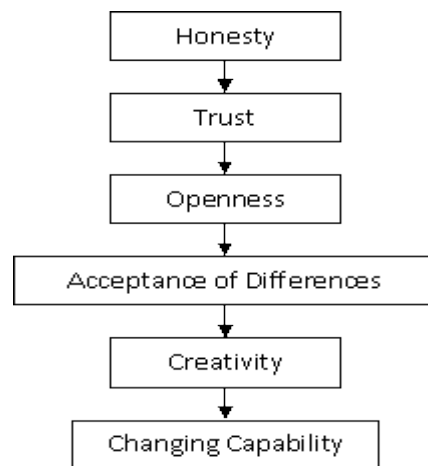 Honesty
Trust
Openness
Acceptance of Differences
Creativity
Changing Capability